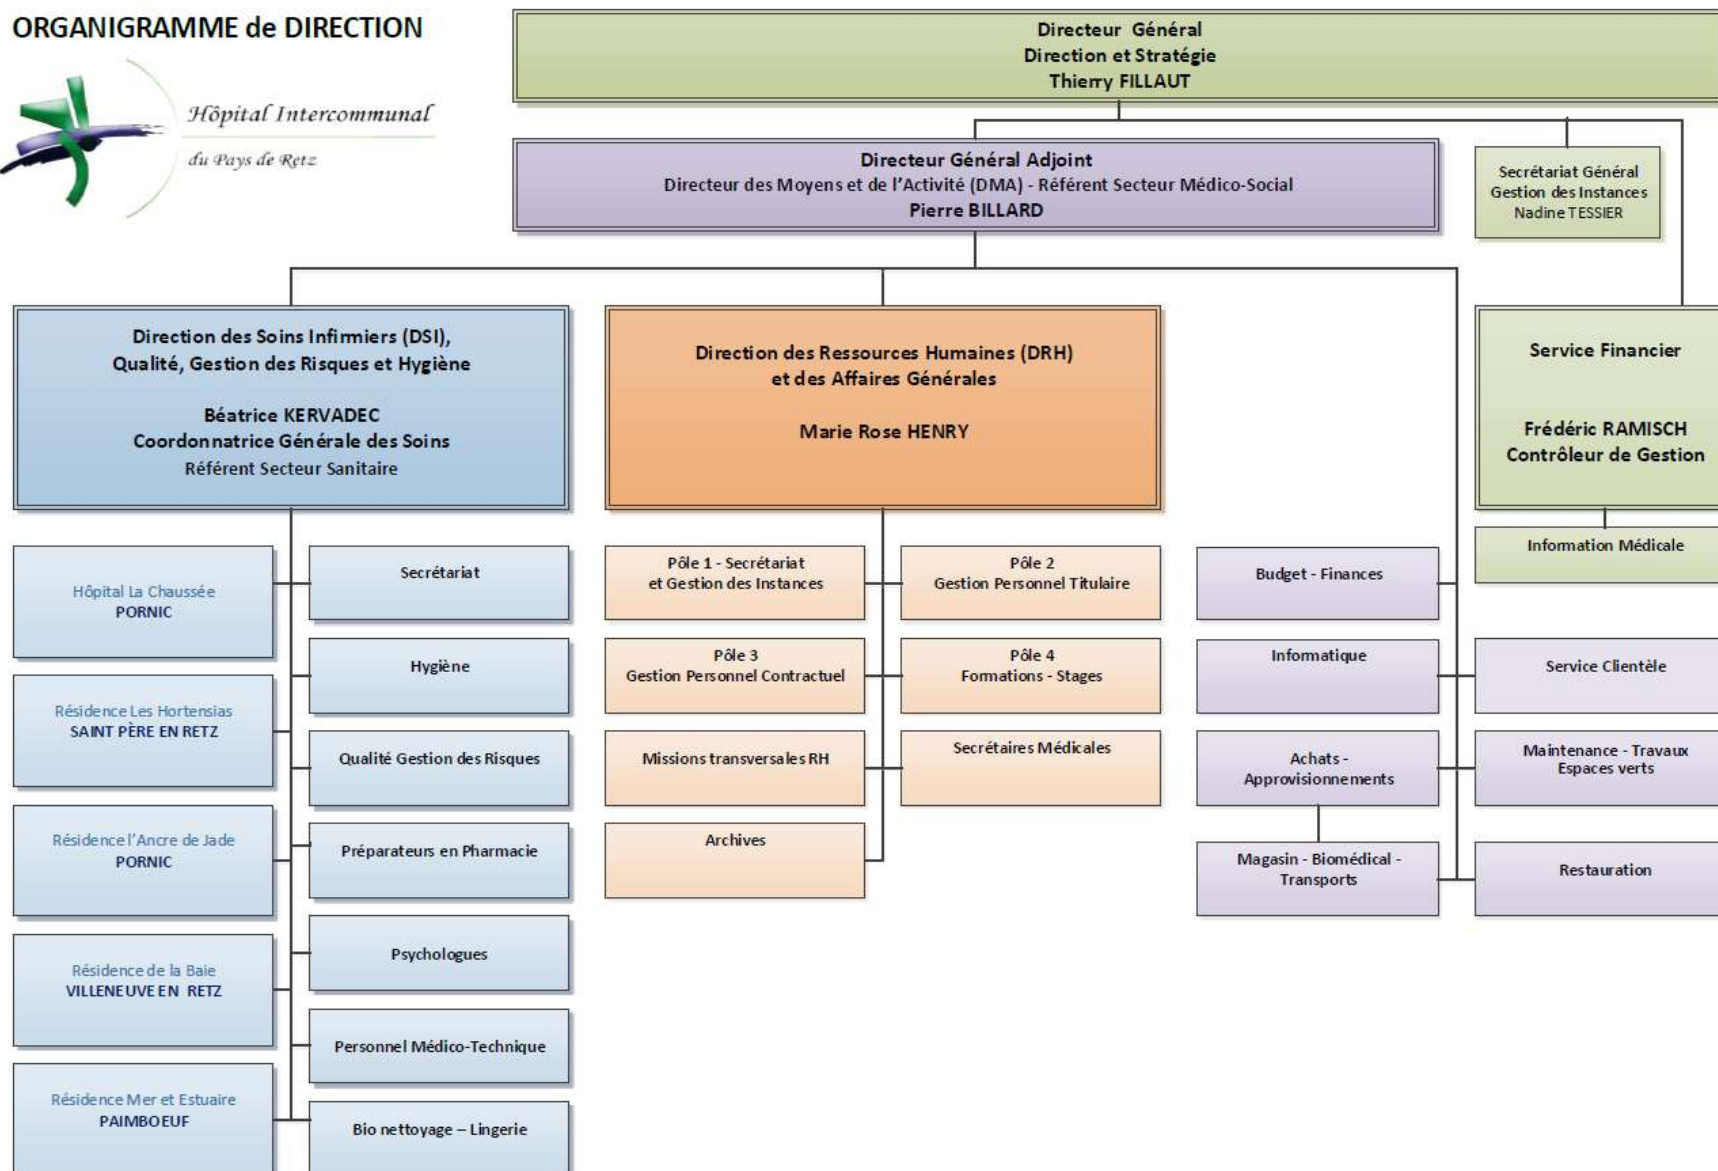 ORGANIGRAMME de DIRECTION
Hôpital Intercommunal
du Pays de Retz
Directeur Général
Direction et Stratégie
Thierry FILLAUT
Directeur Général Adjoint
Directeur des Moyens et de l'Activité (DMA) - Référent Secteur Médico-Social
Pierre BILLARD
Secrétariat Général
Gestion des Instances
Nadine TESSIER
Direction des Soins Infirmiers (DSI),
Qualité, Gestion des Risques et Hygiène
Béatrice KERVADEC
Coordonnatrice Générale des Soins
Référent Secteur Sanitaire
Direction des Ressources Humaines (DRH)
et des Affaires Générales
Marie Rose HENRY
Service Financier
Frédéric RAMISCH
Contrôleur de Gestion
Information Médicale
Hôpital La Chaussée
PORNIC
Résidence Les Hortensias
SAINT PÈRE EN RETZ
Résidence l'Ancre de Jade
PORNIC
Résidence de la Baie
VILLENEUVE EN RETZ
Résidence Mer et Estuaire
PAIMBOEUF
Secrétariat
Hygiène
Qualité Gestion des Risques
Préparateurs en Pharmacie
Psychologues
Personnel Médico-Technique
Bio nettoyage – Lingerie
Pôle 1 - Secrétariat
et Gestion des Instances
Pôle 2
Gestion Personnel Titulaire
Pôle 3
Gestion Personnel Contractuel
Pôle 4
Formations - Stages
Missions transversales RH
Secrétaires Médicales
Archives
Budget - Finances
Informatique
Service Clientèle
Achats -
Approvisionnements
Maintenance - Travaux
Espaces verts
Magasin - Biomédical -
Transports
Restauration